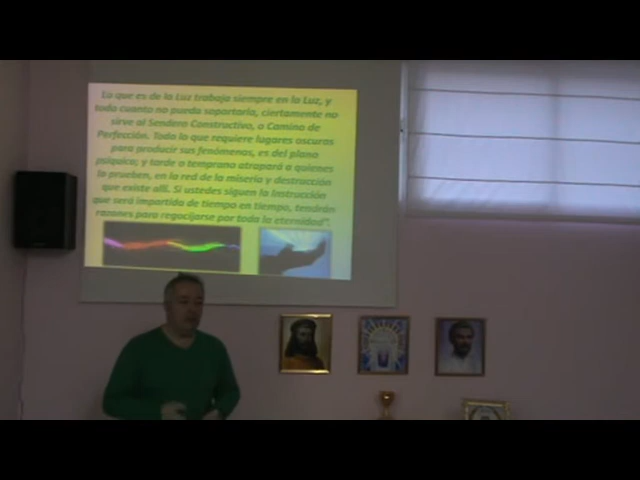 Lo que es de la Luz trabaja siempre en la Luz, y
todo cuanto no pueda soportarla, ciertamente no
sirve al Sendero Constructivo, o Camino de
Perfección. Todo lo que requiere lugares oscuros
para producir sus fenómenos, es del plano
psíquico; y tarde o temprano atrapará a quienes
lo prueben, en la red de la miseria y destrucción
que existe allí. Si ustedes siguen la Instrucción
que será impartida de tiempo en tiempo, tendrán
razones para regocijarse por toda la eternidad".